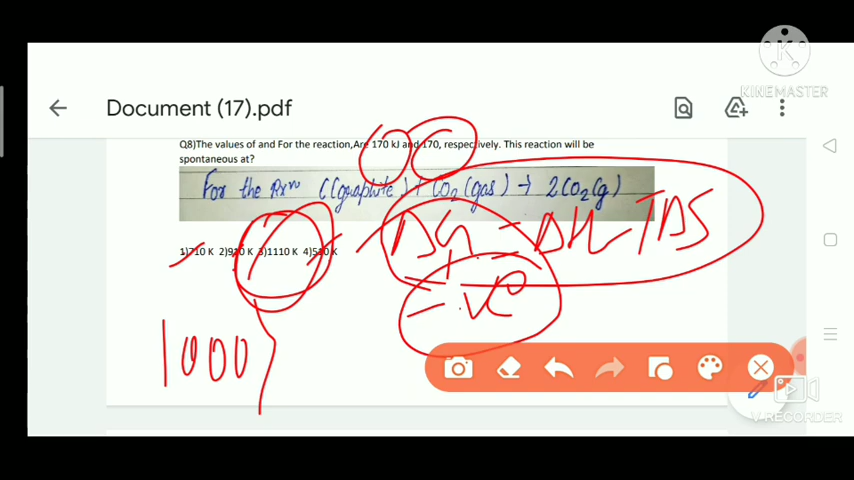 KINEMASTER
Document (17).pdf
Q8)The values of and For the reaction,Are 170 kJ and 170, respectively. This reaction will be
spontaneous at?
For the Rxn C(graphite) + CO2 (gas) → 2CO2(g)
ΔG = ΔH - TΔS
1)710 K 2)910 K 3)1110 K 4)510 K
= -ve
1000
V-RECORDER